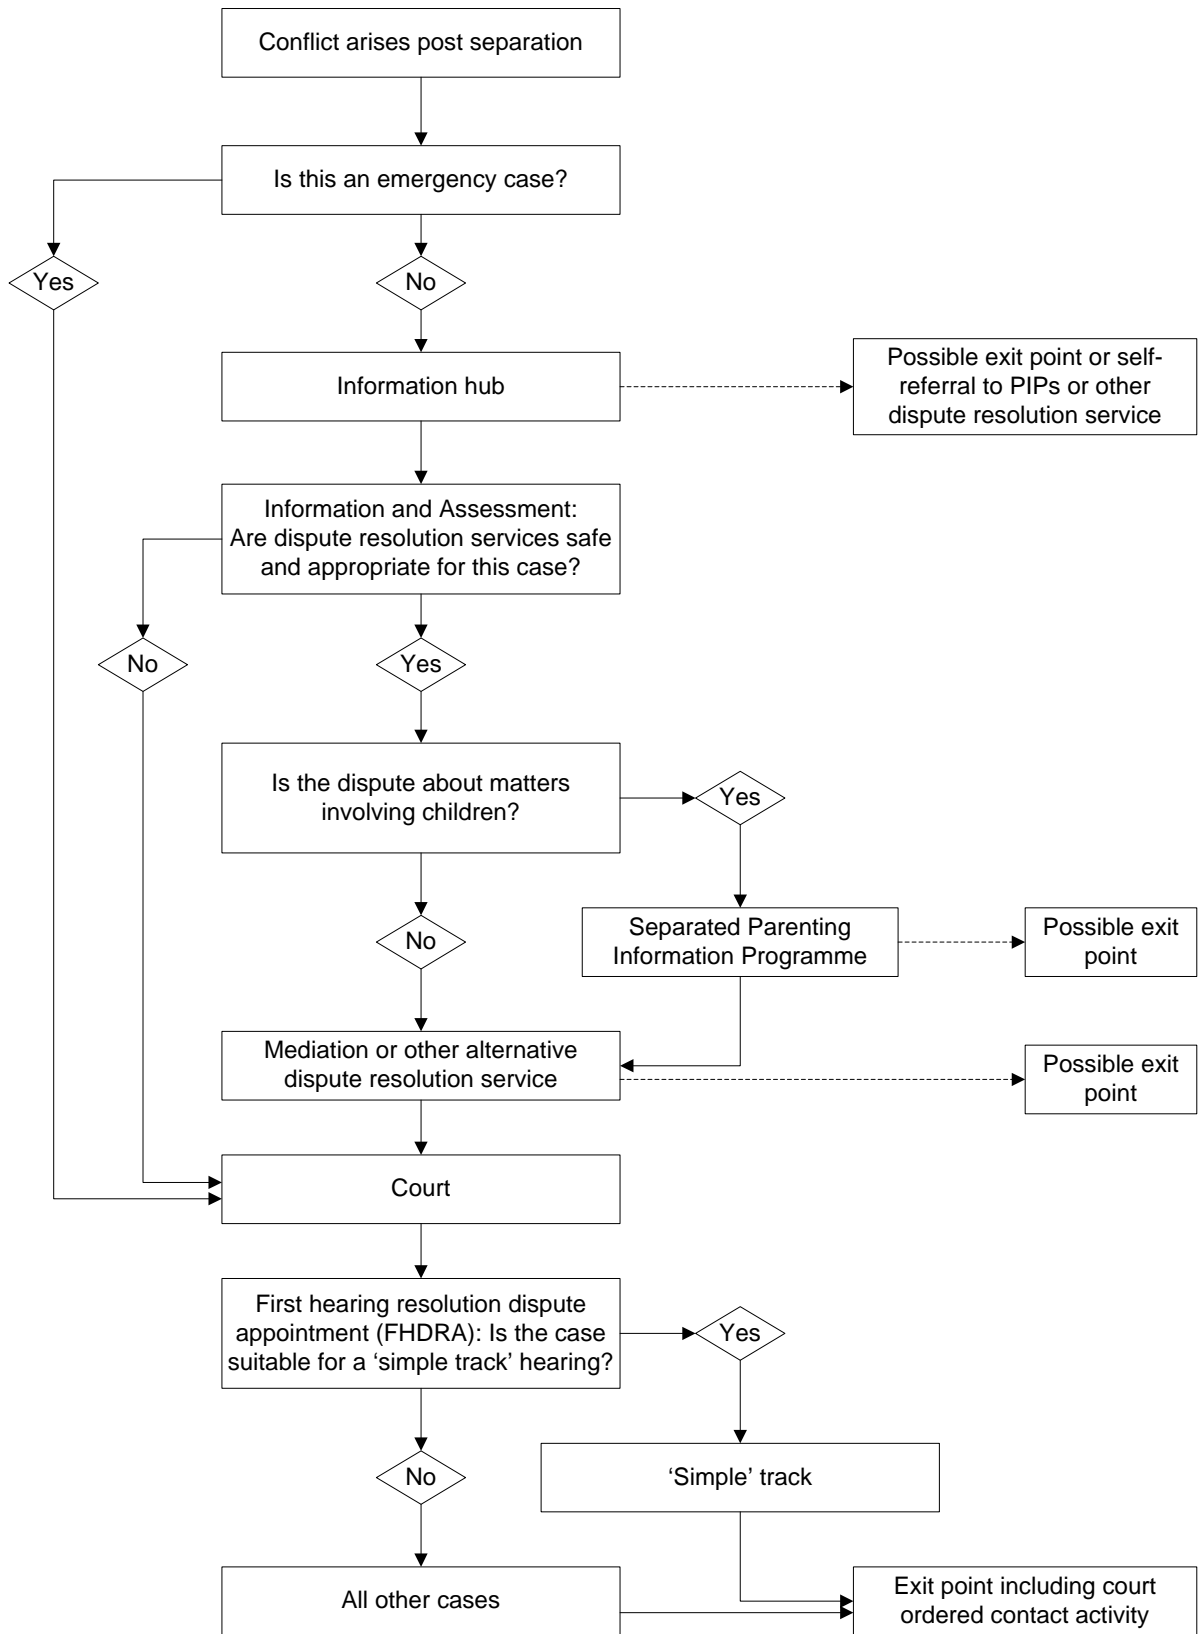 Conflict arises post separation
Is this an emergency case?
Yes
No
Information hub
Possible exit point or self-
referral to PIPs or other
dispute resolution service
Information and Assessment:
Are dispute resolution services safe
and appropriate for this case?
No
Yes
Is the dispute about matters
involving children?
Yes
No
Separated Parenting
Information Programme
Possible exit
point
Mediation or other alternative
dispute resolution service
Possible exit
point
Court
First hearing resolution dispute
appointment (FHDRA): Is the case
suitable for a ‘simple track’ hearing?
Yes
No
‘Simple’ track
All other cases
Exit point including court
ordered contact activity